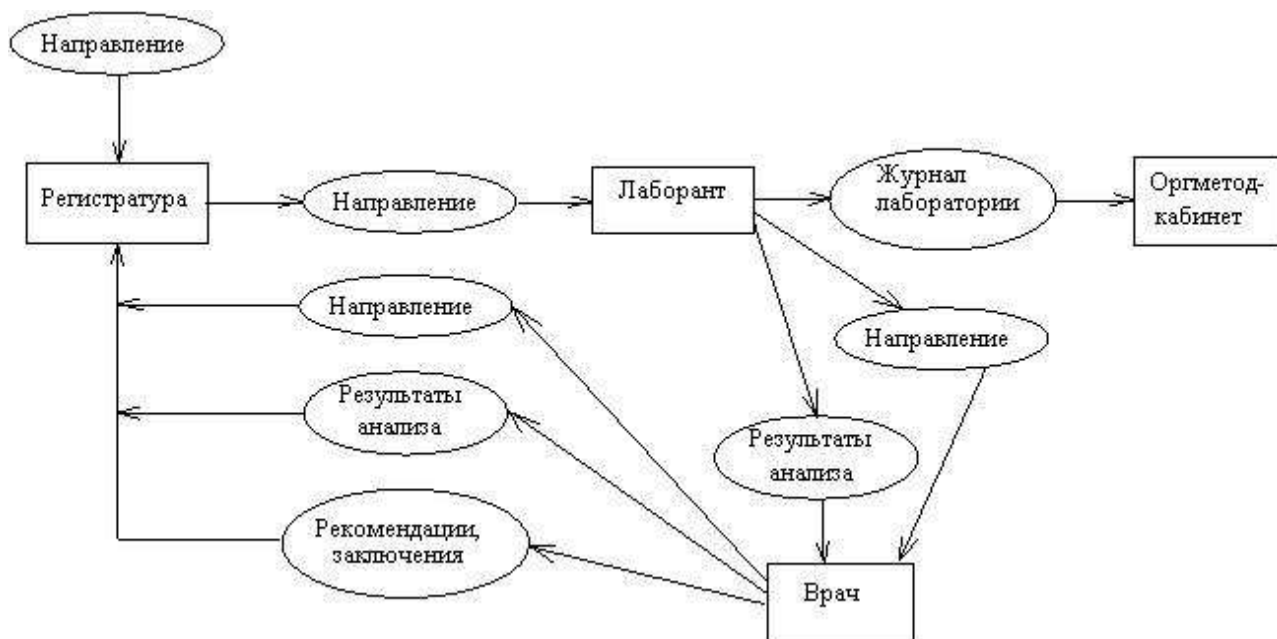 Направление
Регистратура
Направление
Лаборант
Журнал
лаборатории
Оргметод-
кабинет
Направление
Направление
Результаты
анализа
Результаты
анализа
Рекомендации,
заключения
Врач